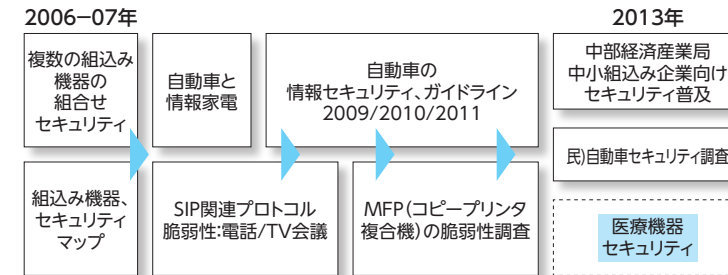 2006−07年
2013年
複数の組込み
機器の
組合せ
セキュリティ
自動車と
情報家電
自動車の
情報セキュリティ、ガイドライン
2009/2010/2011
中部経済産業局
中小組込み企業向け
セキュリティ普及
民)自動車セキュリティ調査
組込み機器、
セキュリティ
マップ
SIP関連プロトコル
脆弱性:電話/TV会議
MFP(コピープリンタ
複合機)の脆弱性調査
医療機器
セキュリティ